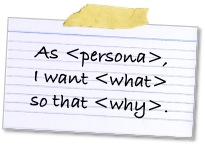 As <persona>,
I want <what>
so that <why>.